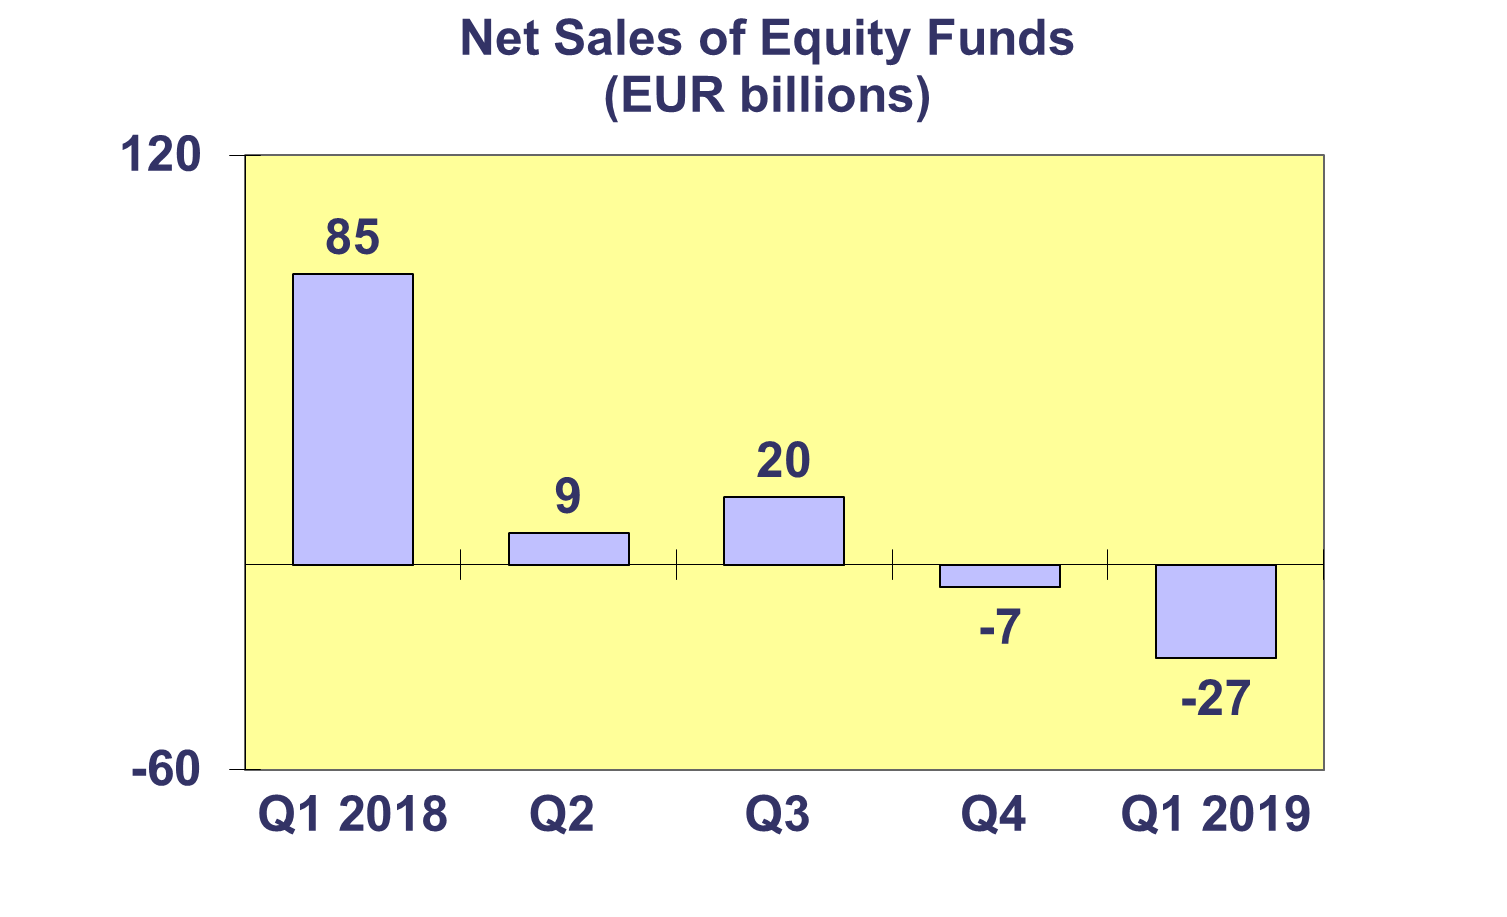 Net Sales of Equity Funds
(EUR billions)
120
85
9
20
-7
-27
-60
Q1 2018 Q2 Q3 Q4 Q1 2019